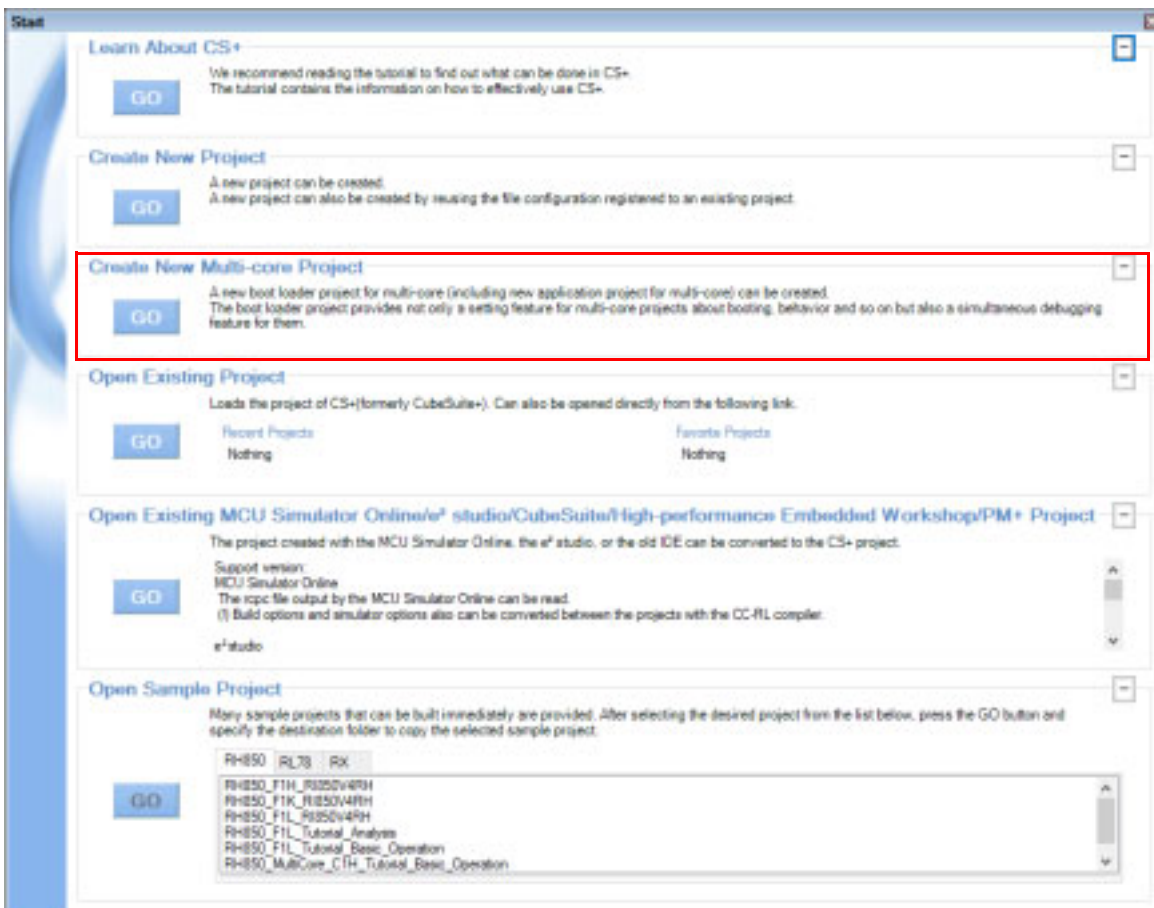 Start
Learn About CS+
We recommend reading the tutorial to find out what can be done in CS+.
GO
The tutorial contains the information on how to effectively use CS+.
Create New Project
A new project can be created.
GO
A new project can also be created by reusing the file configuration registered to an existing project.
Create New Multi-core Project
A new boot loader project for multi-core (including new application project for multi-core) can be created.
GO
The boot loader project provides not only a setting feature for multi-core projects about booting, behavior and so on but also a simultaneous debugging
feature for them.
Open Existing Project
Loads the project of CS+(formerly CubeSuite+). Can also be opened directly from the following link.
GO
Recent Projects Favorite Projects
Nothing Nothing
Open Existing MCU Simulator Online/e² studio/CubeSuite/High-performance Embedded Workshop/PM+ Project
The project created with the MCU Simulator Online, the e² studio, or the old IDE can be converted to the CS+ project.
Support version:
MCU Simulator Online
GO
The rcpc file output by the MCU Simulator Online can be read.
(!) Build options and simulator options also can be converted between the projects with the CC-RL compiler.
e² studio
Open Sample Project
Many sample projects that can be built immediately are provided. After selecting the desired project from the list below, press the GO button and
specify the destination folder to copy the selected sample project.
RH850 RL78 RX
GO
RH850_F1H_RI850V4RH
RH850_F1K_RI850V4RH
RH850_F1L_RI850V4RH
RH850_F1L_Tutorial_Analysis
RH850_F1L_Tutorial_Basic_Operation
RH850_MultiCore_C1H_Tutorial_Basic_Operation